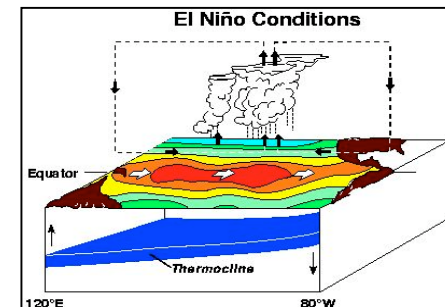 El Niño Conditions
Equator
Thermocline
120°E
80°W